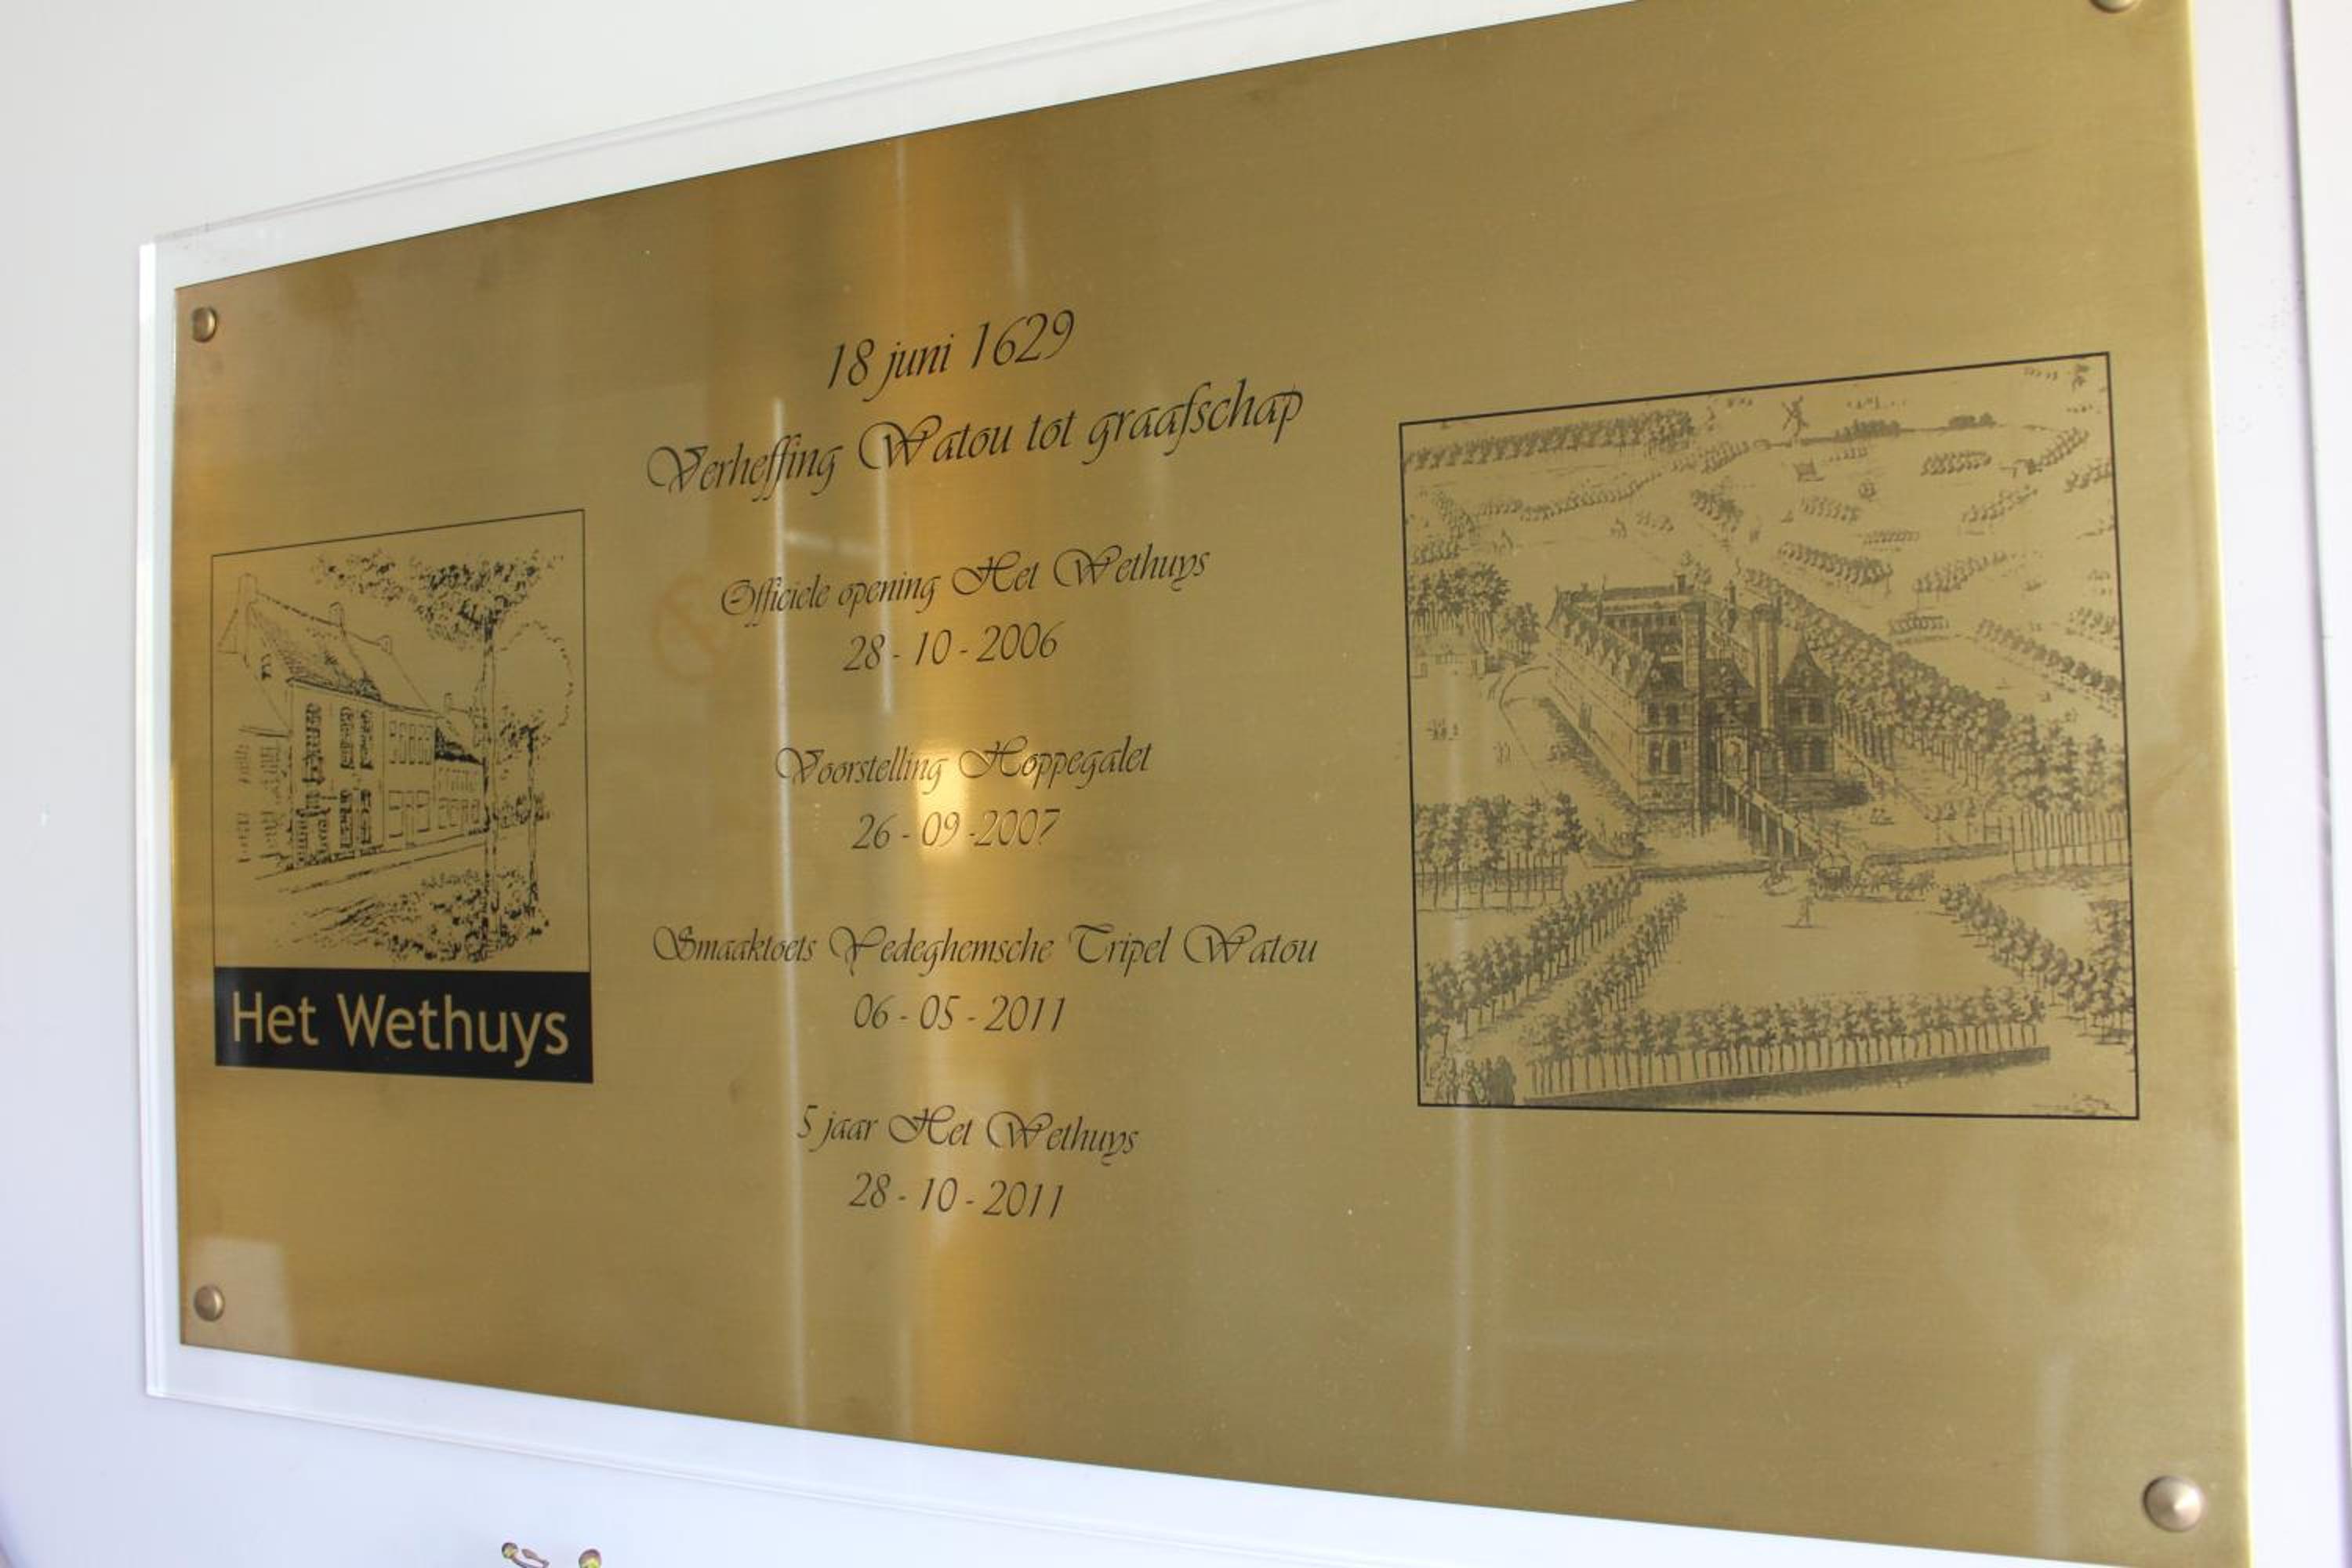 18 juni 1629
Verheffing Watou tot graafschap
Officiele opening Het Wethuys
28 - 10 - 2006
Voorstelling Hoppegalet
26 - 09 -2007
Smaaktoets Yedeghemsche Tripel Watou
06 - 05 - 2011
5 jaar Het Wethuys
28 - 10 - 2011
Het Wethuys